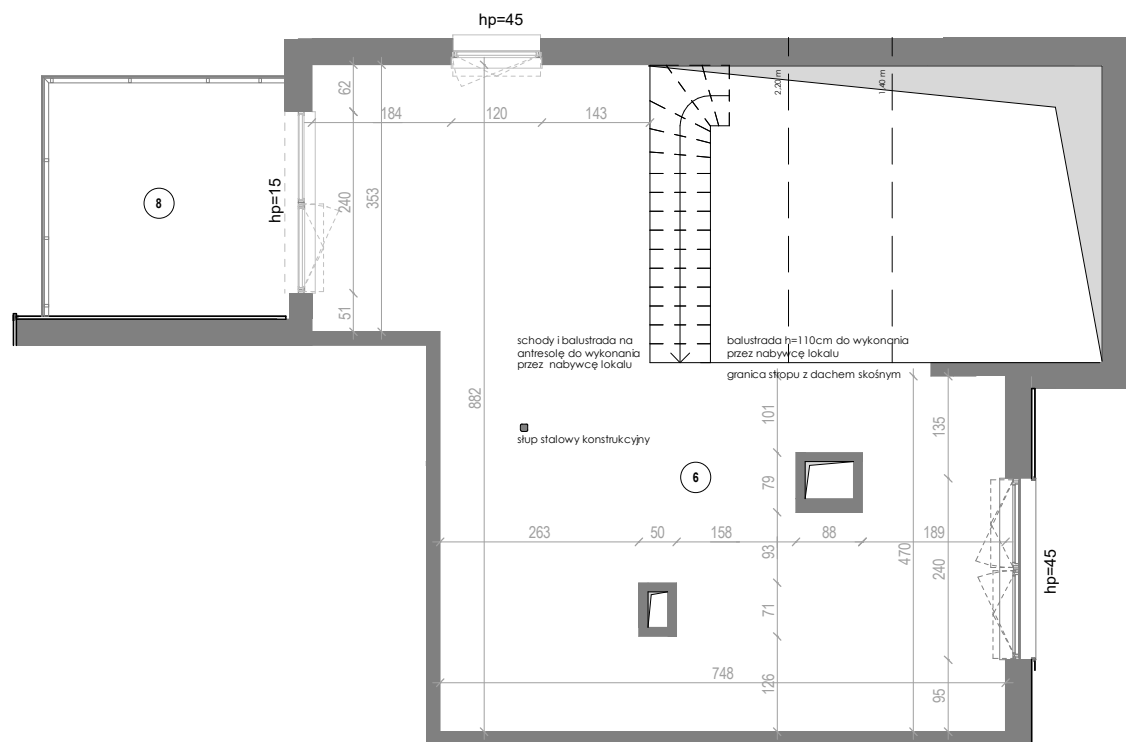 hp=45
62
184
120
143
2.20 m
1.40 m
8
hp=15
240
353
51
schody i balustrada na
antresolę do wykonania
przez nabywcę lokalu
balustrada h=110cm do wykonania
przez nabywcę lokalu
granica stropu z dachem skośnym
882
101
135
słup stalowy konstrukcyjny
6
79
263
50
158
88
189
93
470
240
hp=45
71
748
126
95